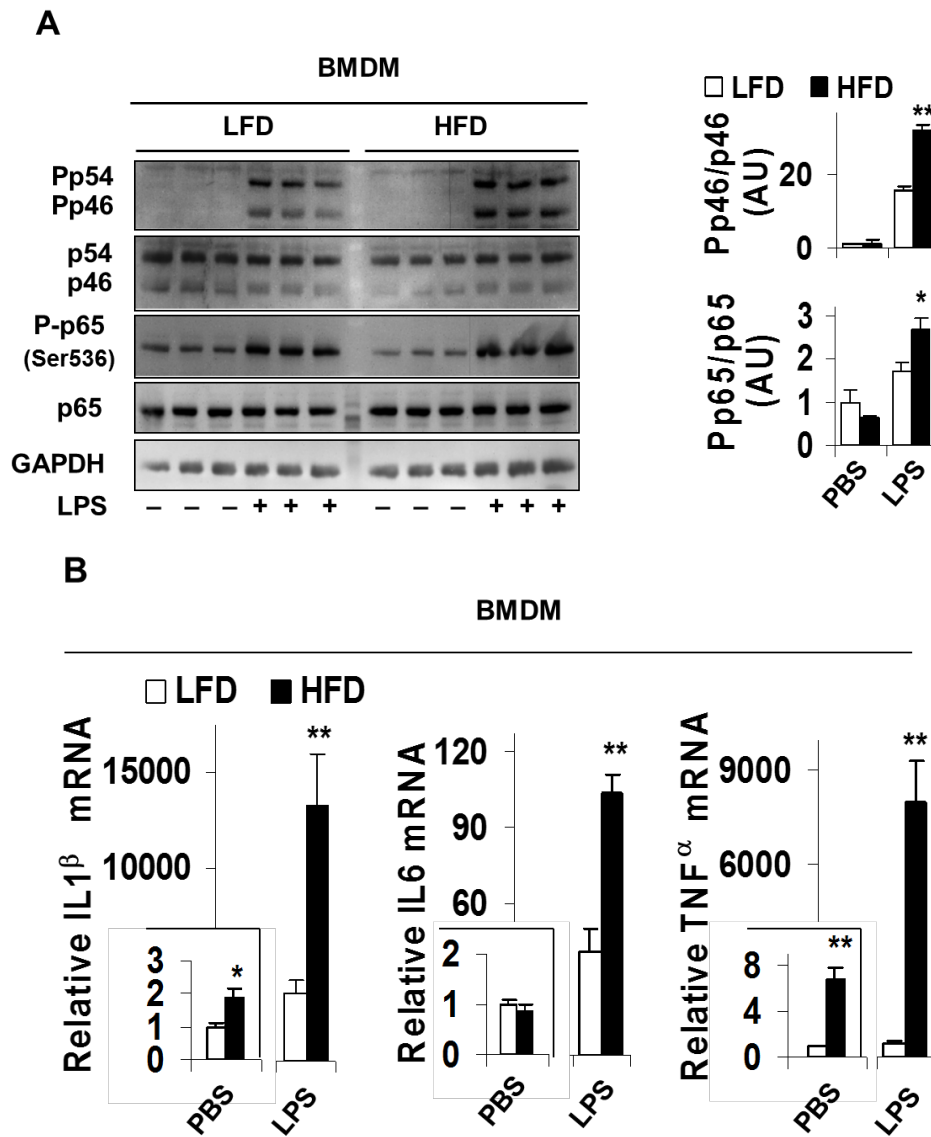 A
BMDM
LFD
HFD
Pp54
Pp46
p54
p46
P-p65
(Ser536)
p65
GAPDH
LPS
– – – + + + – – – + + +
LFD HFD
Pp46/p46
(AU)
20
0
**
Pp65/p65
(AU)
3
2
1
0
*
PBS
LPS
B
BMDM
LFD HFD
Relative IL1β mRNA
15000
10000
3
2
1
0
*
**
PBS
LPS
Relative IL6 mRNA
120
90
60
2
1
0
**
PBS
LPS
Relative TNFα mRNA
9000
6000
8
4
0
**
**
PBS
LPS